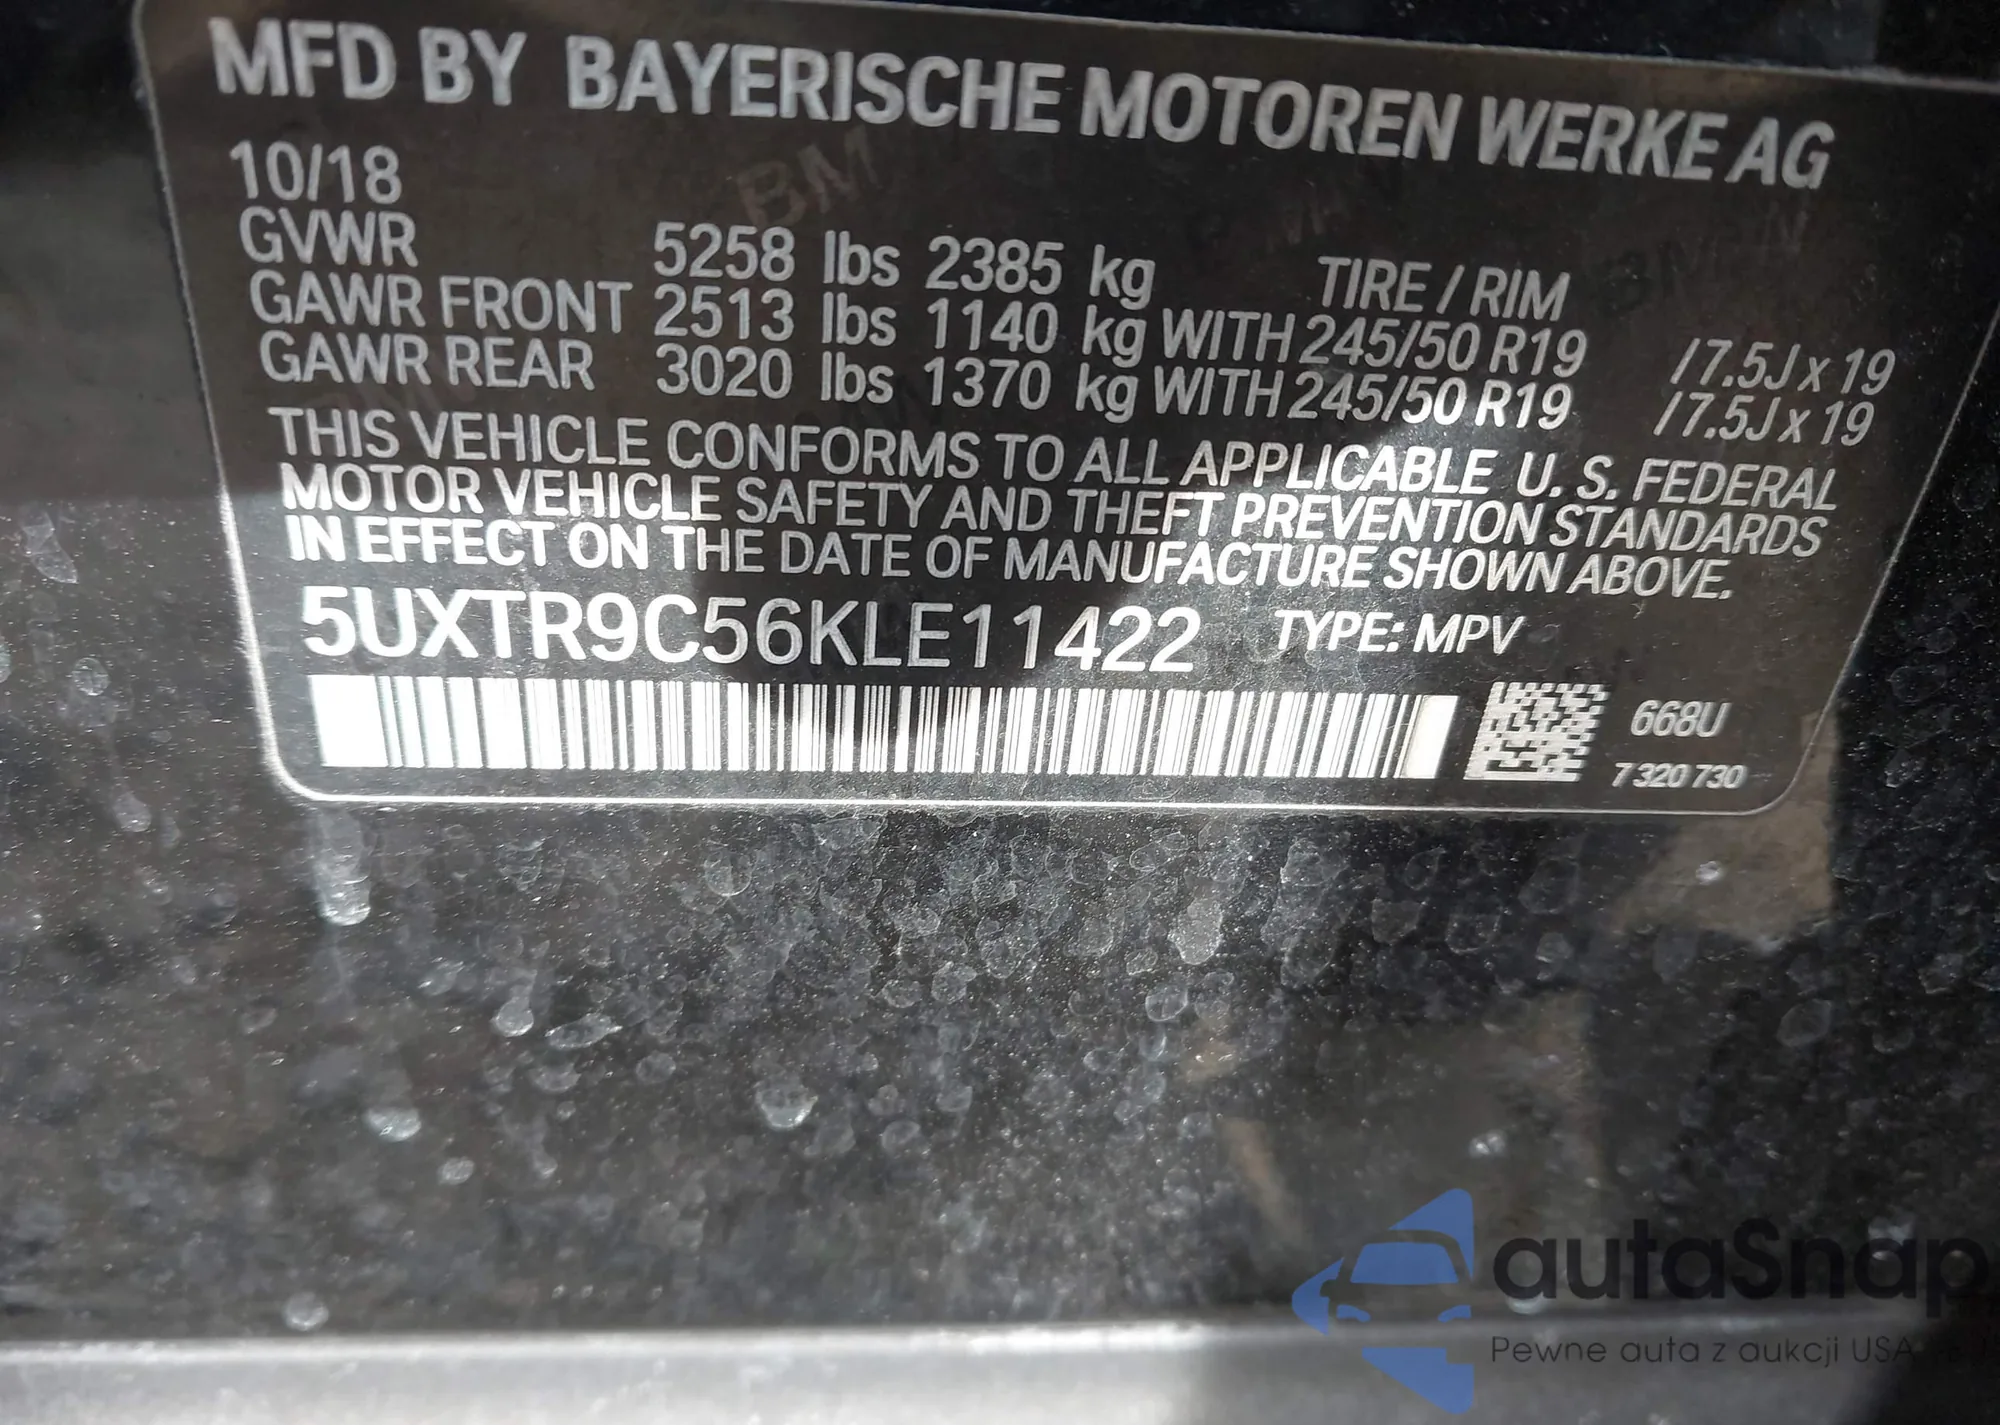 MFD BY BAYERISCHE MOTOREN WERKE AG
10/18
GVWR 5258 lbs 2385 kg TIRE / RIM
GAWR FRONT 2513 lbs 1140 kg WITH 245/50 R19 / 7.5J x 19
GAWR REAR 3020 lbs 1370 kg WITH 245/50 R19 / 7.5J x 19
THIS VEHICLE CONFORMS TO ALL APPLICABLE U. S. FEDERAL
MOTOR VEHICLE SAFETY AND THEFT PREVENTION STANDARDS
IN EFFECT ON THE DATE OF MANUFACTURE SHOWN ABOVE.
5UXTR9C56KLE11422 TYPE: MPV
668U
7 320 730
autaSnap
Pewne auta z aukcji USA